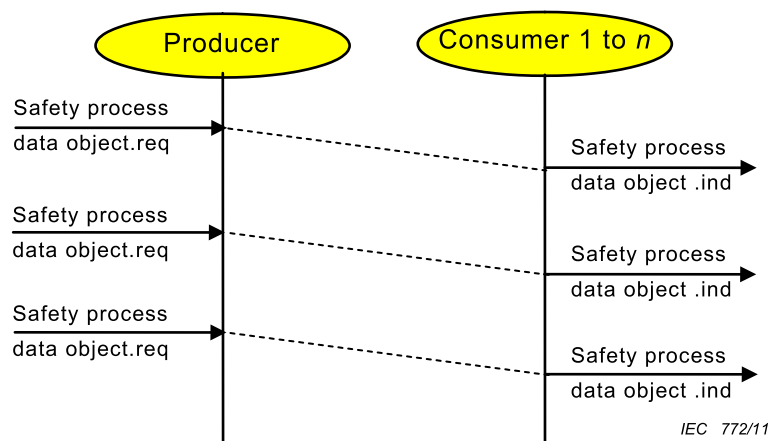 Producer
Consumer 1 to n
Safety process
data object.req
Safety process
data object .ind
Safety process
data object.req
Safety process
data object .ind
Safety process
data object.req
Safety process
data object .ind
IEC 772/11